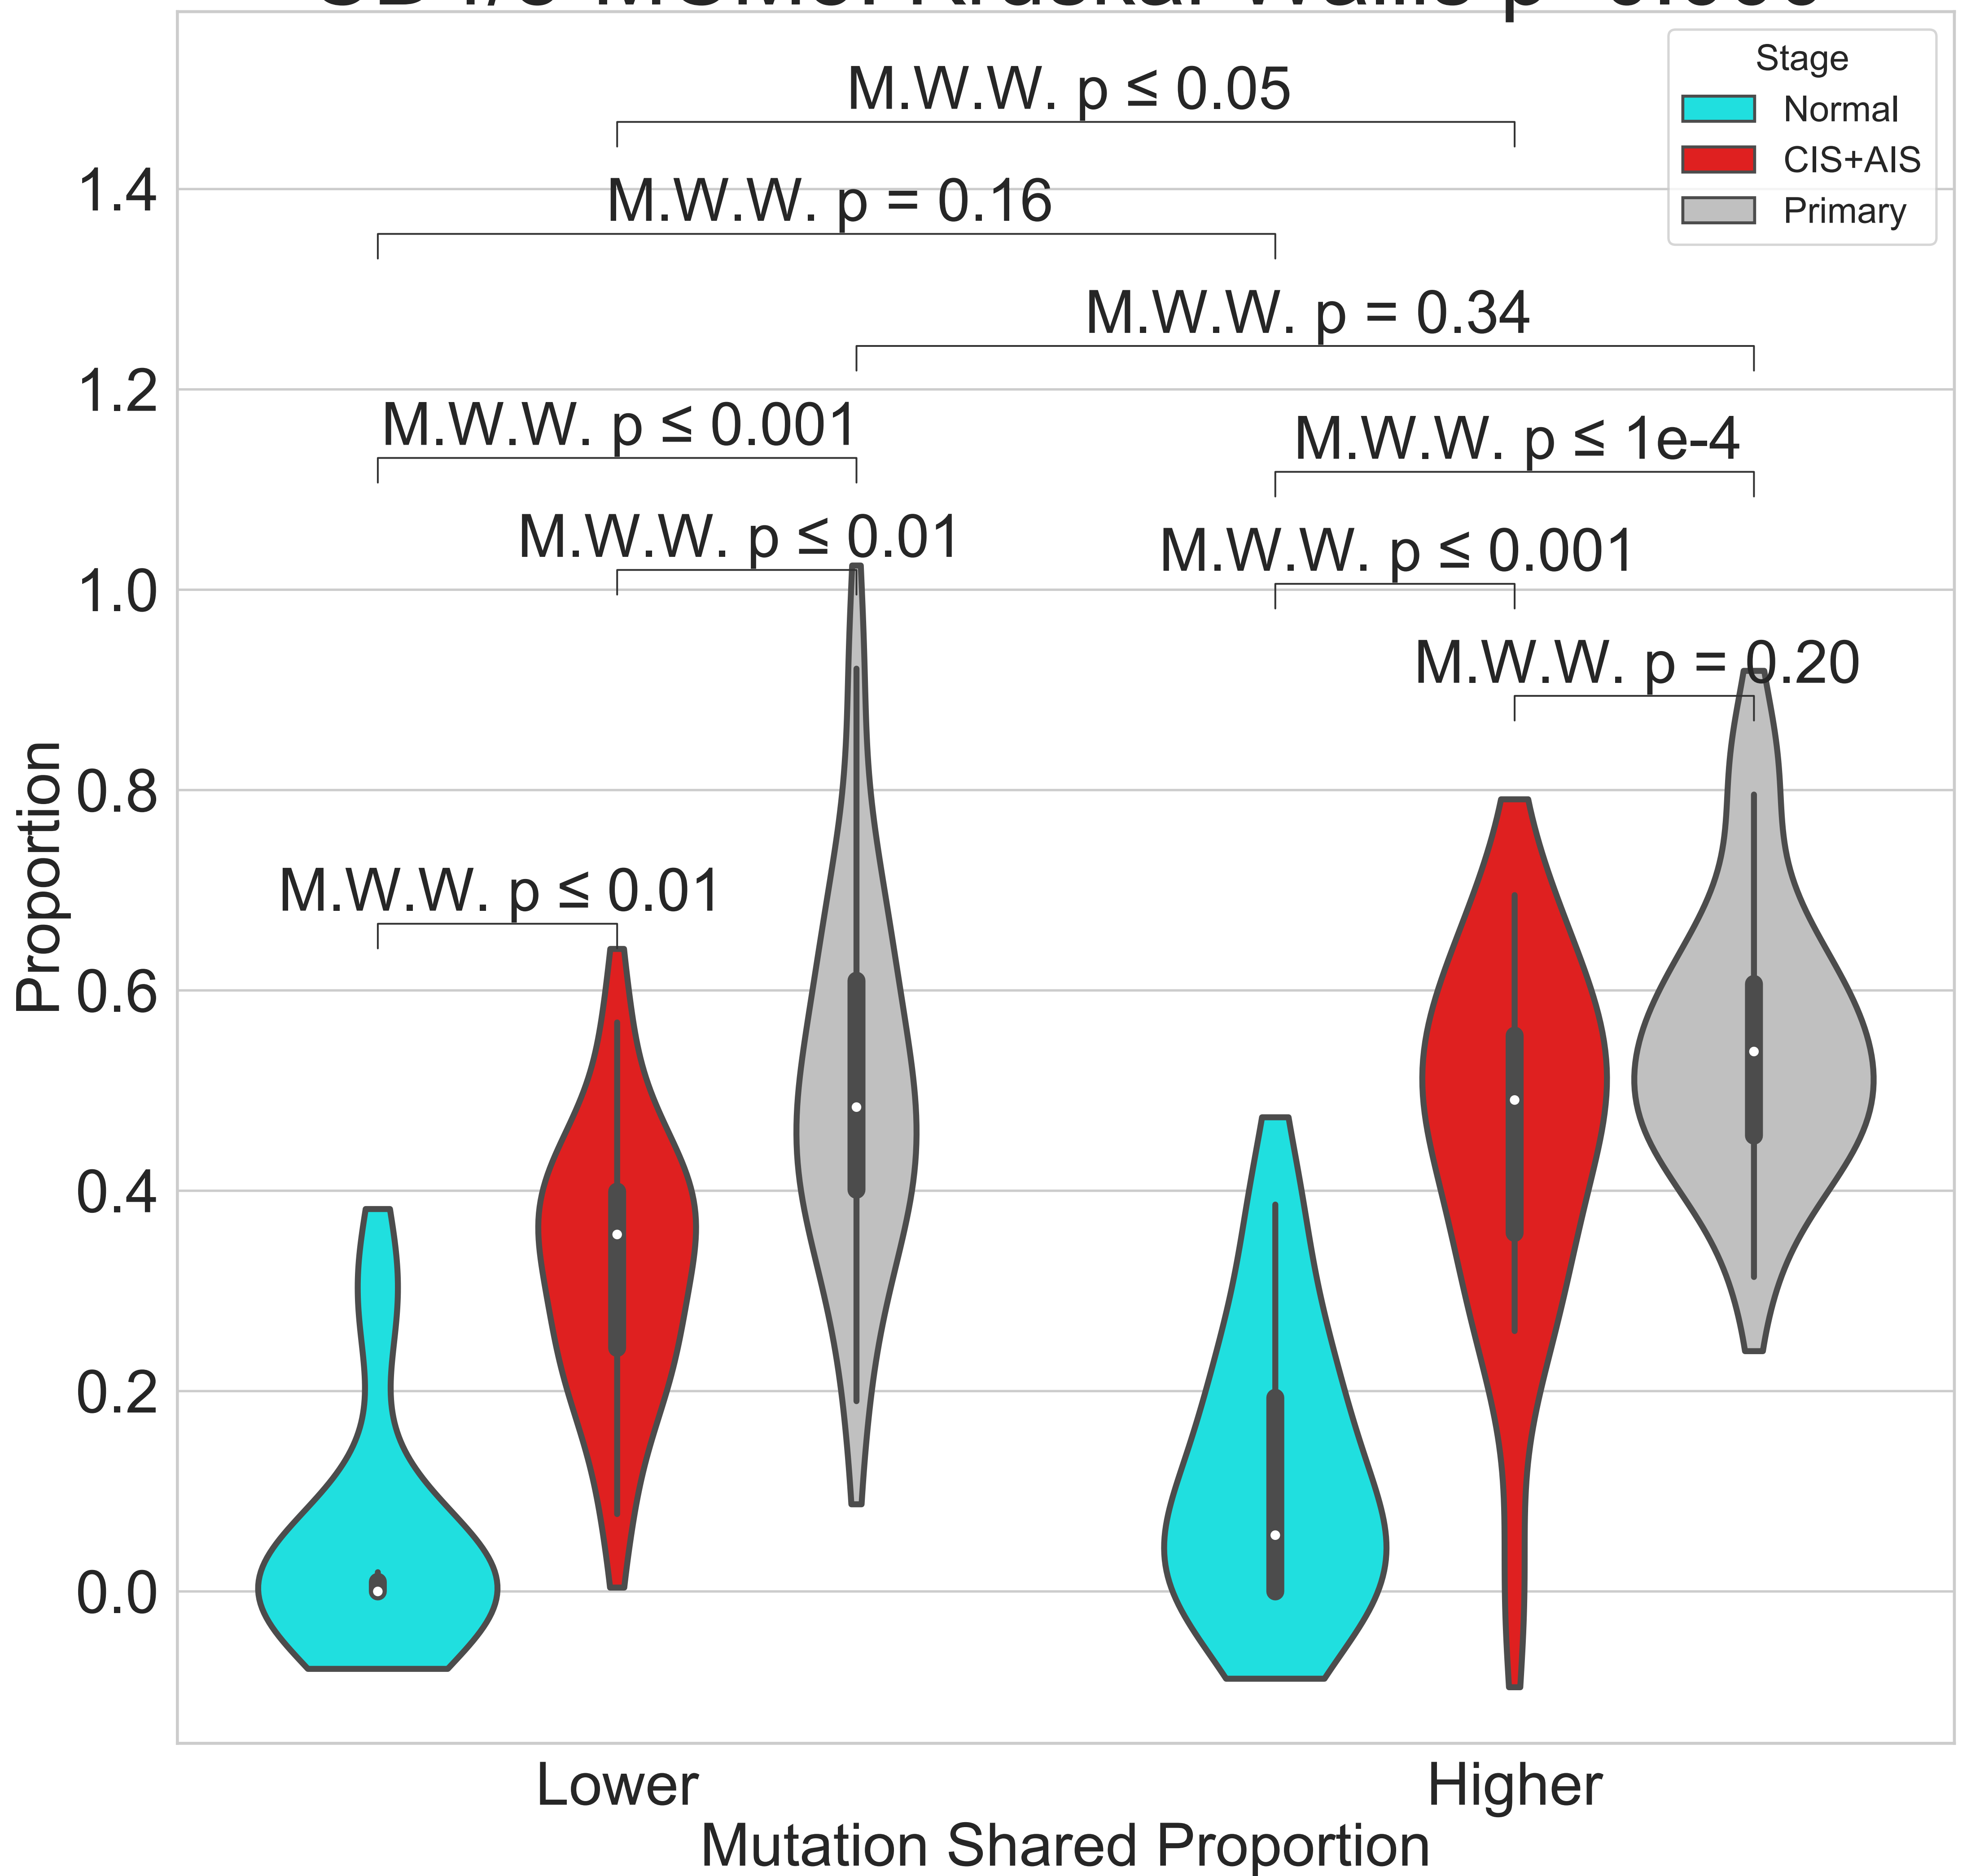 Stage
Normal
CIS+AIS
Primary
M.W.W. p ≤ 0.05
M.W.W. p = 0.16
M.W.W. p = 0.34
M.W.W. p ≤ 0.001
M.W.W. p ≤ 1e-4
M.W.W. p ≤ 0.01
M.W.W. p ≤ 0.001
M.W.W. p = 0.20
M.W.W. p ≤ 0.01
1.4
1.2
1.0
0.8
0.6
0.4
0.2
0.0
Proportion
Lower
Higher
Mutation Shared Proportion